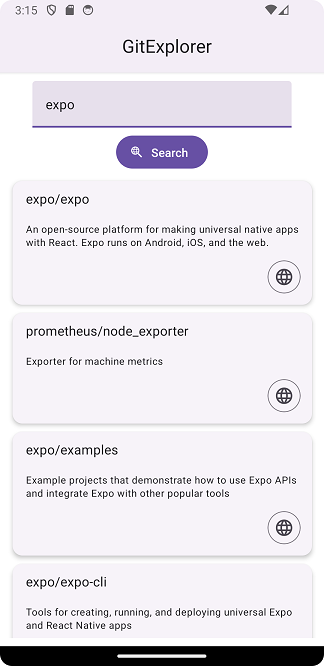 3:15
GitExplorer
expo
Search
expo/expo
An open-source platform for making universal native apps
with React. Expo runs on Android, iOS, and the web.
prometheus/node_exporter
Exporter for machine metrics
expo/examples
Example projects that demonstrate how to use Expo APIs
and integrate Expo with other popular tools
expo/expo-cli
Tools for creating, running, and deploying universal Expo
and React Native apps